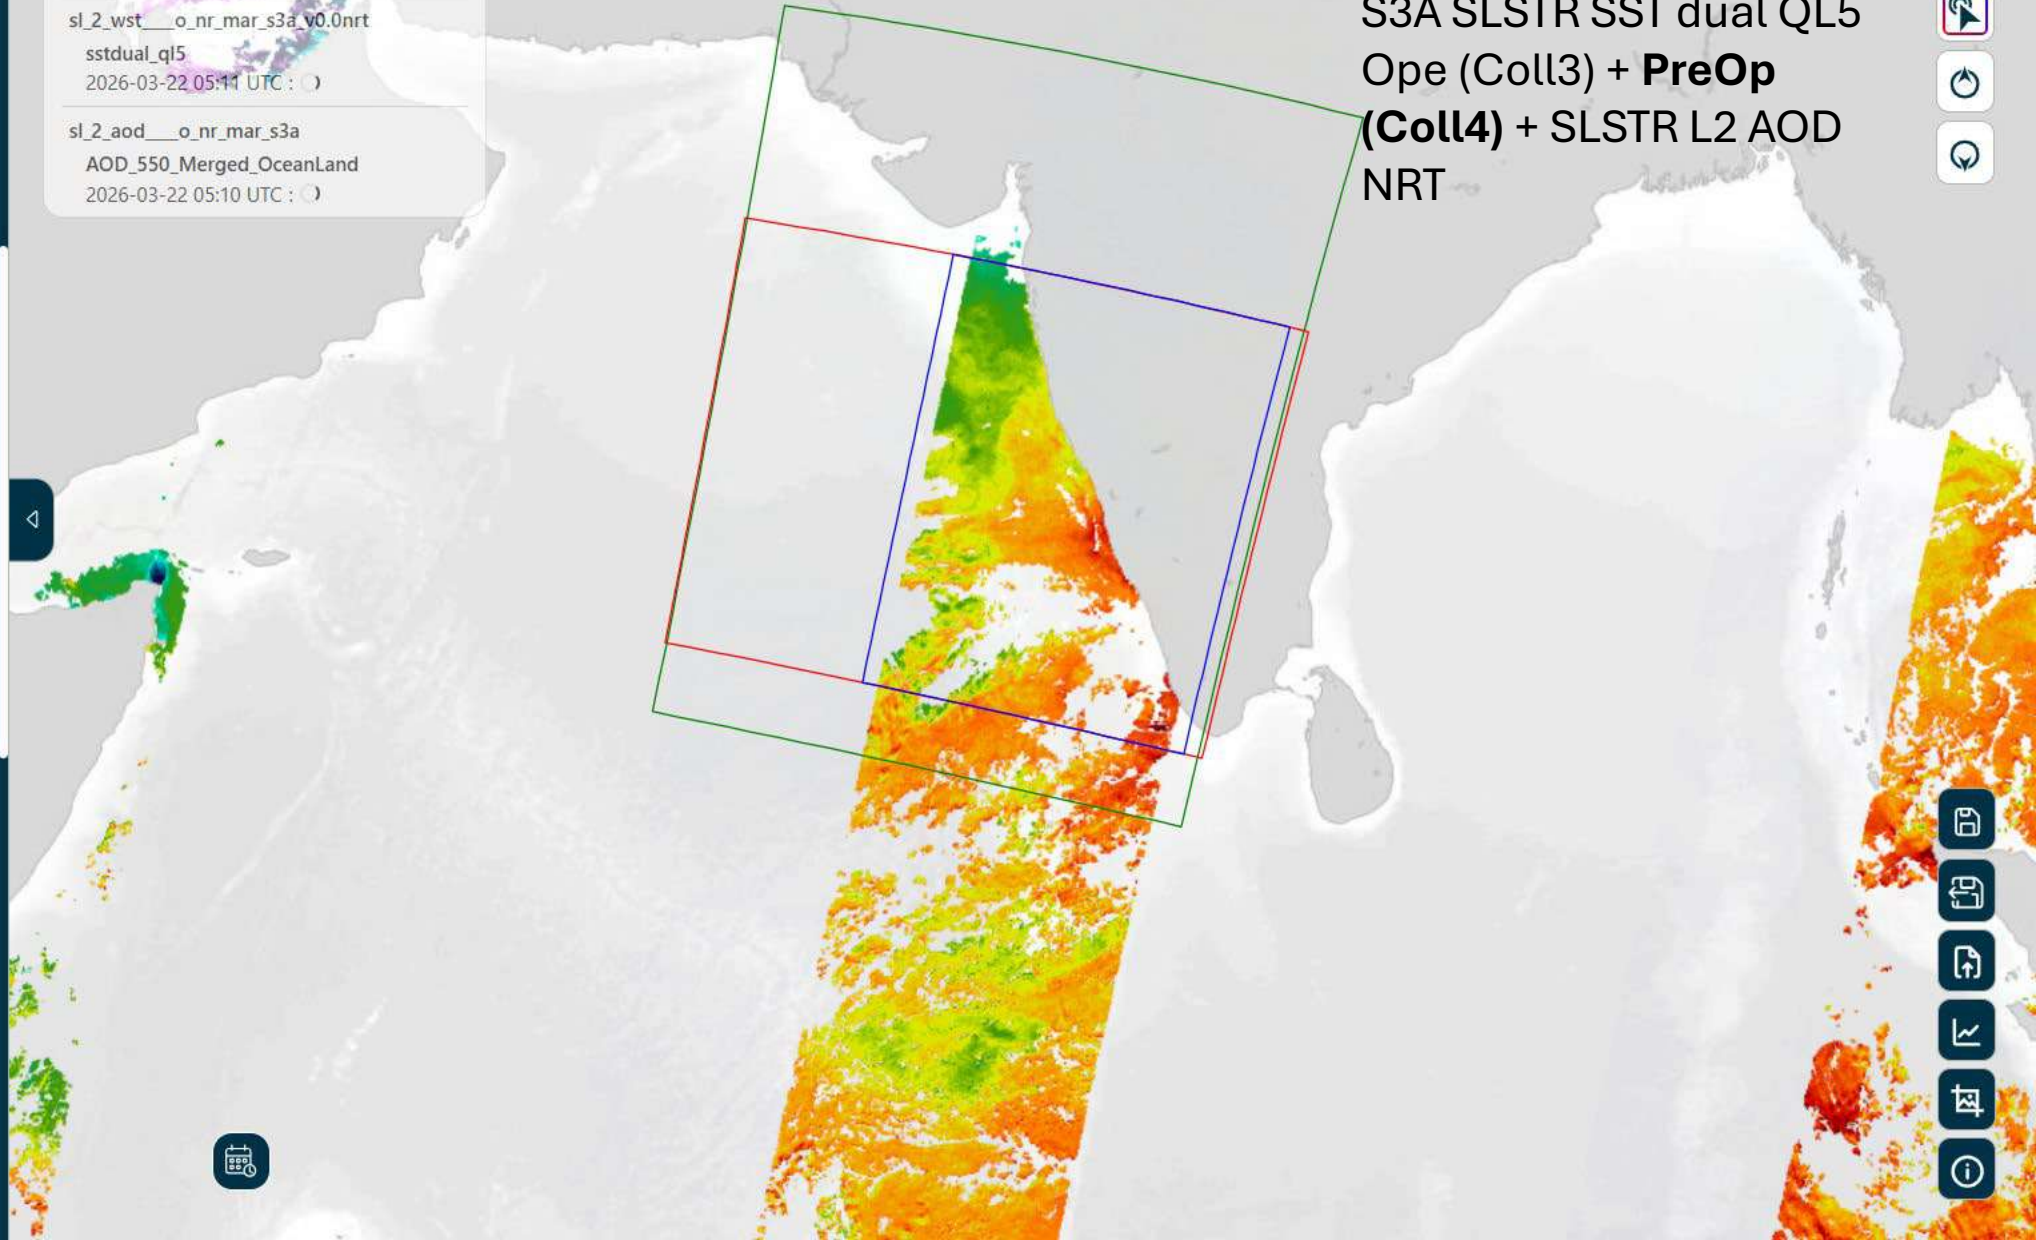 sl_2_wst___o_nr_mar_s3a_v0.0nrt
sstdual_ql5
2026-03-22 05:11 UTC :
sl_2_aod___o_nr_mar_s3a
AOD_550_Merged_OceanLand
2026-03-22 05:10 UTC :
S3A SLSTR SST dual QL5
Ope (Coll3) + PreOp
(Coll4) + SLSTR L2 AOD
NRT